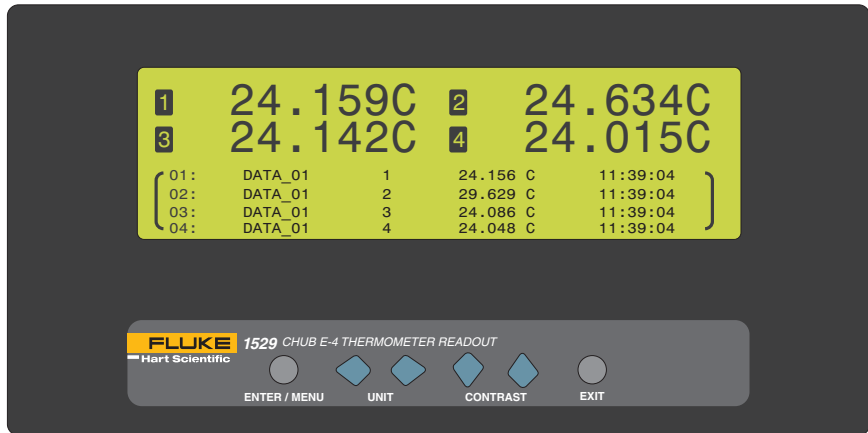 1 24.159C 2 24.634C
3 24.142C 4 24.015C
01: DATA_01 1 24.156 C 11:39:04
02: DATA_01 2 29.629 C 11:39:04
03: DATA_01 3 24.086 C 11:39:04
04: DATA_01 4 24.048 C 11:39:04
FLUKE 1529 CHUB E-4 THERMOMETER READOUT
Hart Scientific
ENTER / MENU UNIT CONTRAST EXIT